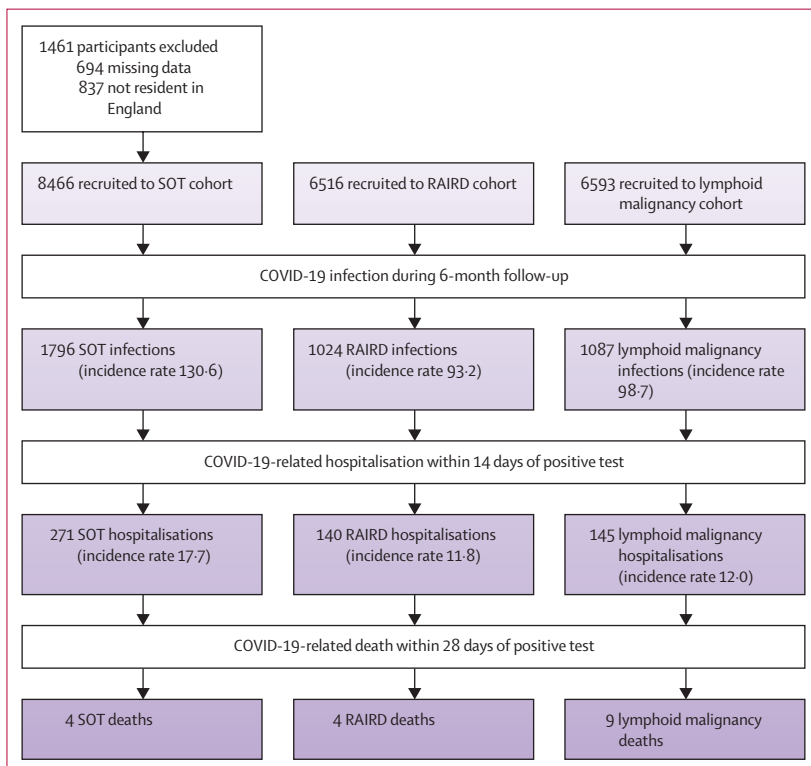 1461 participants excluded
694 missing data
837 not resident in
England
8466 recruited to SOT cohort
6516 recruited to RAIRD cohort
6593 recruited to lymphoid
malignancy cohort
COVID-19 infection during 6-month follow-up
1796 SOT infections
(incidence rate 130·6)
1024 RAIRD infections
(incidence rate 93·2)
1087 lymphoid malignancy
infections (incidence rate
98·7)
COVID-19-related hospitalisation within 14 days of positive test
271 SOT hospitalisations
(incidence rate 17·7)
140 RAIRD hospitalisations
(incidence rate 11·8)
145 lymphoid malignancy
hospitalisations
(incidence rate 12·0)
COVID-19-related death within 28 days of positive test
4 SOT deaths
4 RAIRD deaths
9 lymphoid malignancy
deaths